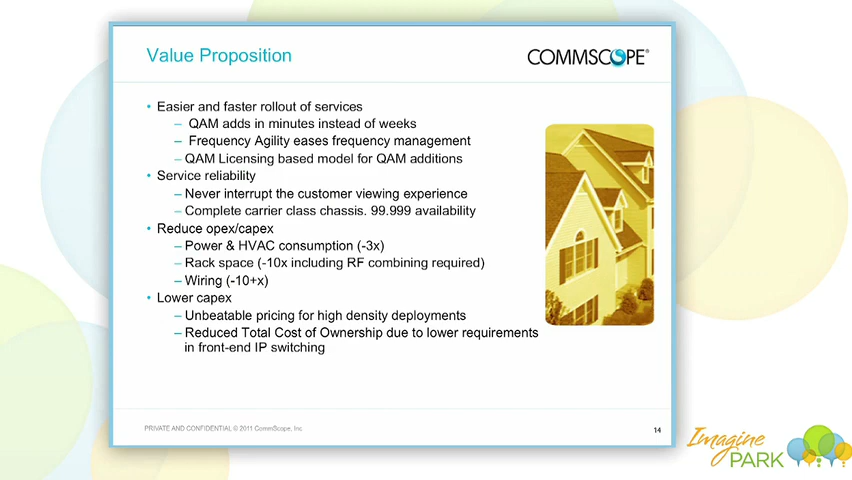 Value Proposition
COMMSCOPE®
• Easier and faster rollout of services
– QAM adds in minutes instead of weeks
– Frequency Agility eases frequency management
– QAM Licensing based model for QAM additions
• Service reliability
– Never interrupt the customer viewing experience
– Complete carrier class chassis. 99.999 availability
• Reduce opex/capex
– Power & HVAC consumption (-3x)
– Rack space (-10x including RF combining required)
– Wiring (-10+x)
• Lower capex
– Unbeatable pricing for high density deployments
– Reduced Total Cost of Ownership due to lower requirements
in front-end IP switching
PRIVATE AND CONFIDENTIAL © 2011 CommScope, Inc
14
Imagine
PARK